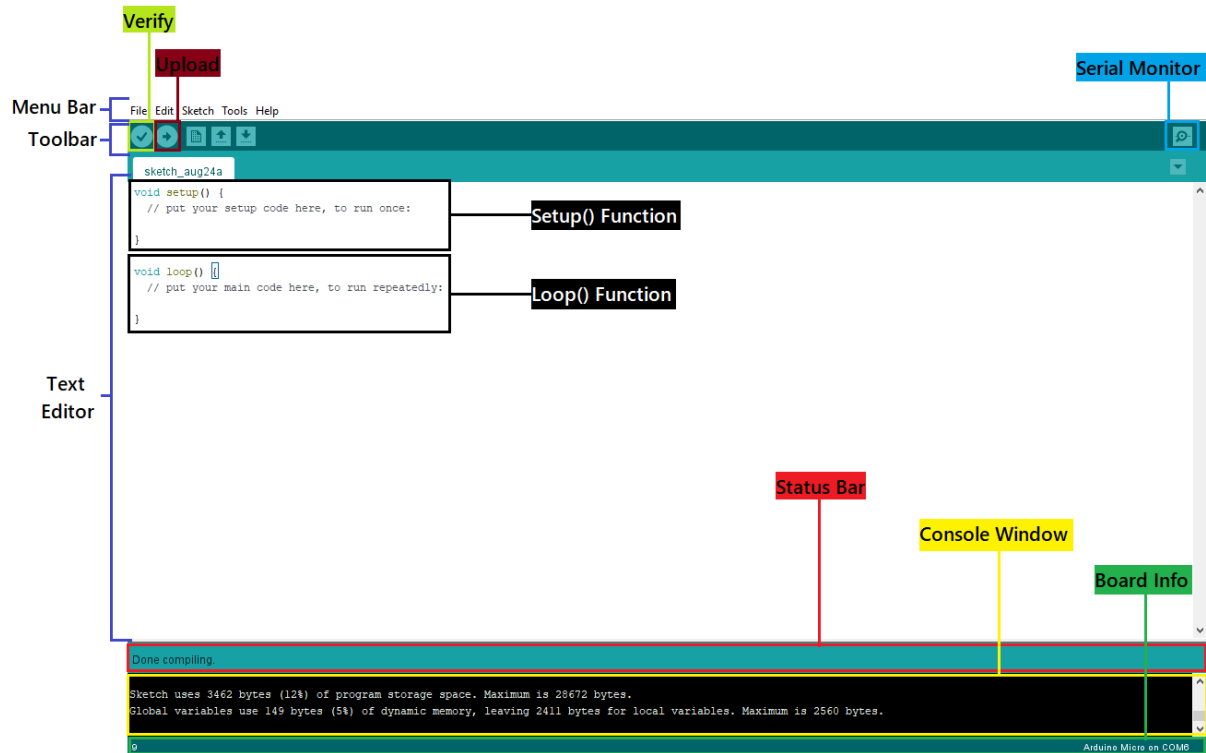 Verify
Upload
Serial Monitor
Menu Bar
File Edit Sketch Tools Help
Toolbar
sketch_aug24a
void setup() {
// put your setup code here, to run once:
}
Setup() Function
void loop() {
// put your main code here, to run repeatedly:
}
Loop() Function
Text
Editor
Status Bar
Console Window
Board Info
Done compiling.
Sketch uses 3462 bytes (12%) of program storage space. Maximum is 28672 bytes.
Global variables use 149 bytes (5%) of dynamic memory, leaving 2411 bytes for local variables. Maximum is 2560 bytes.
9 Arduino Micro on COM6